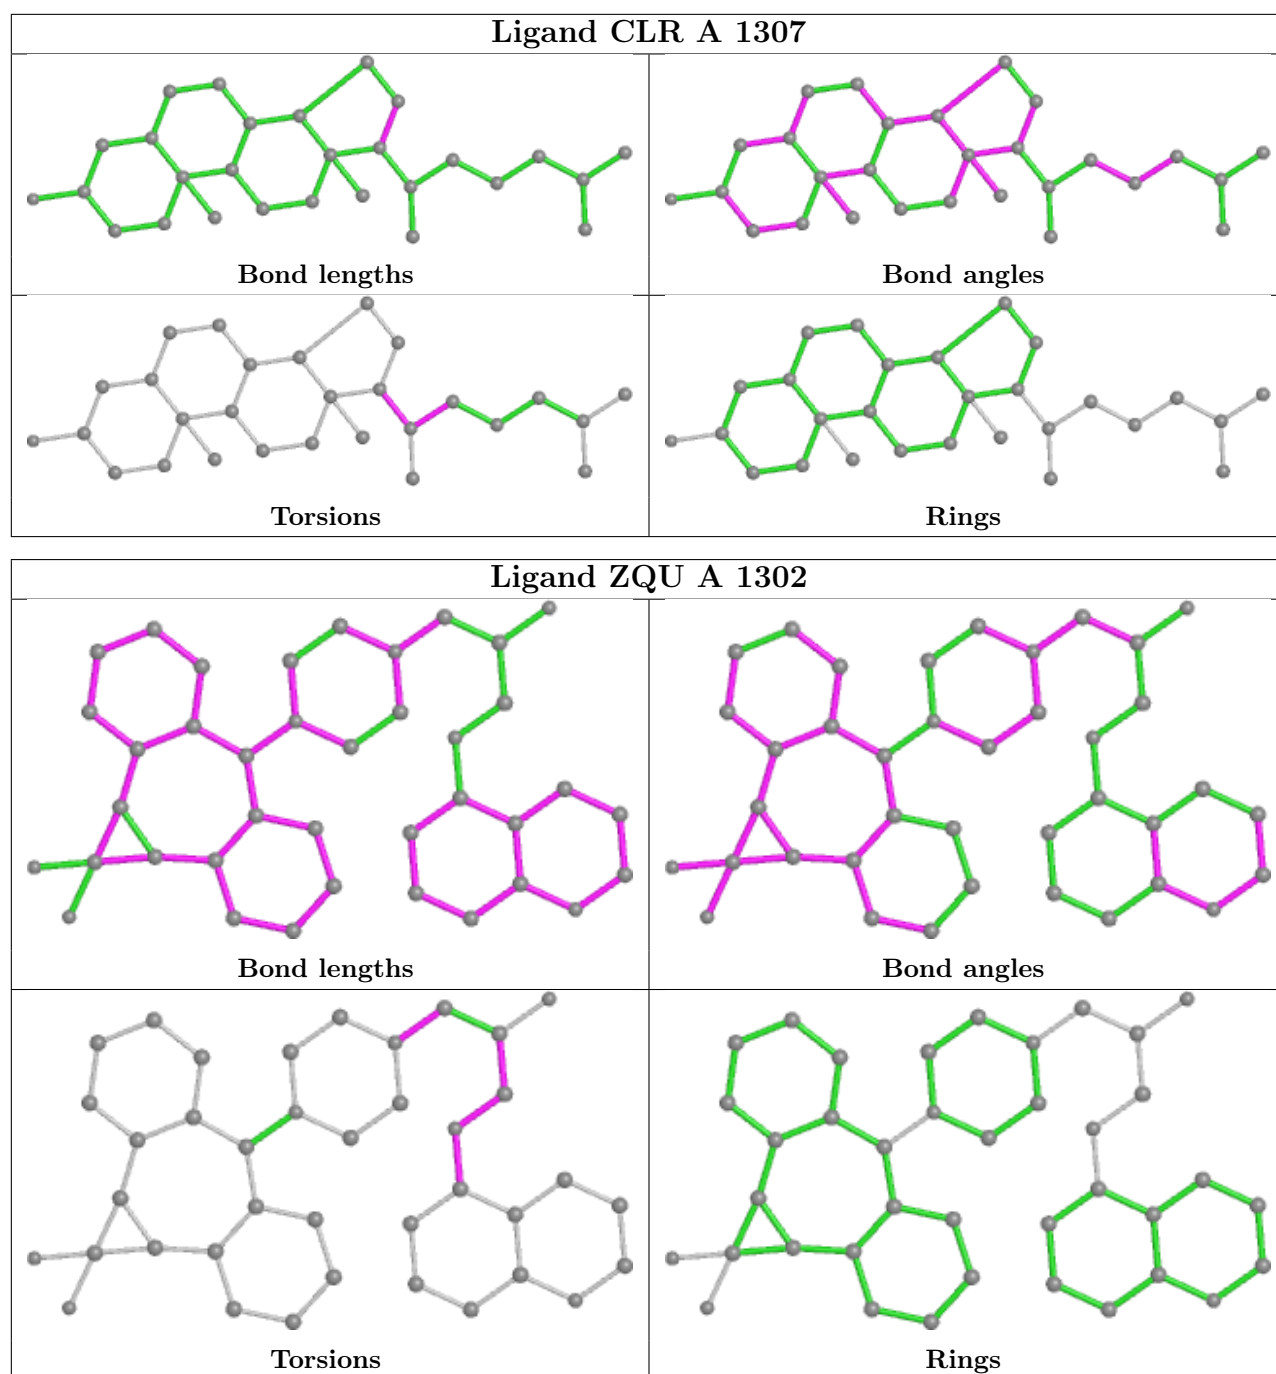 Ligand CLR A 1307
Bond lengths
Bond angles
Torsions
Rings
Ligand ZQU A 1302
Bond lengths
Bond angles
Torsions
Rings